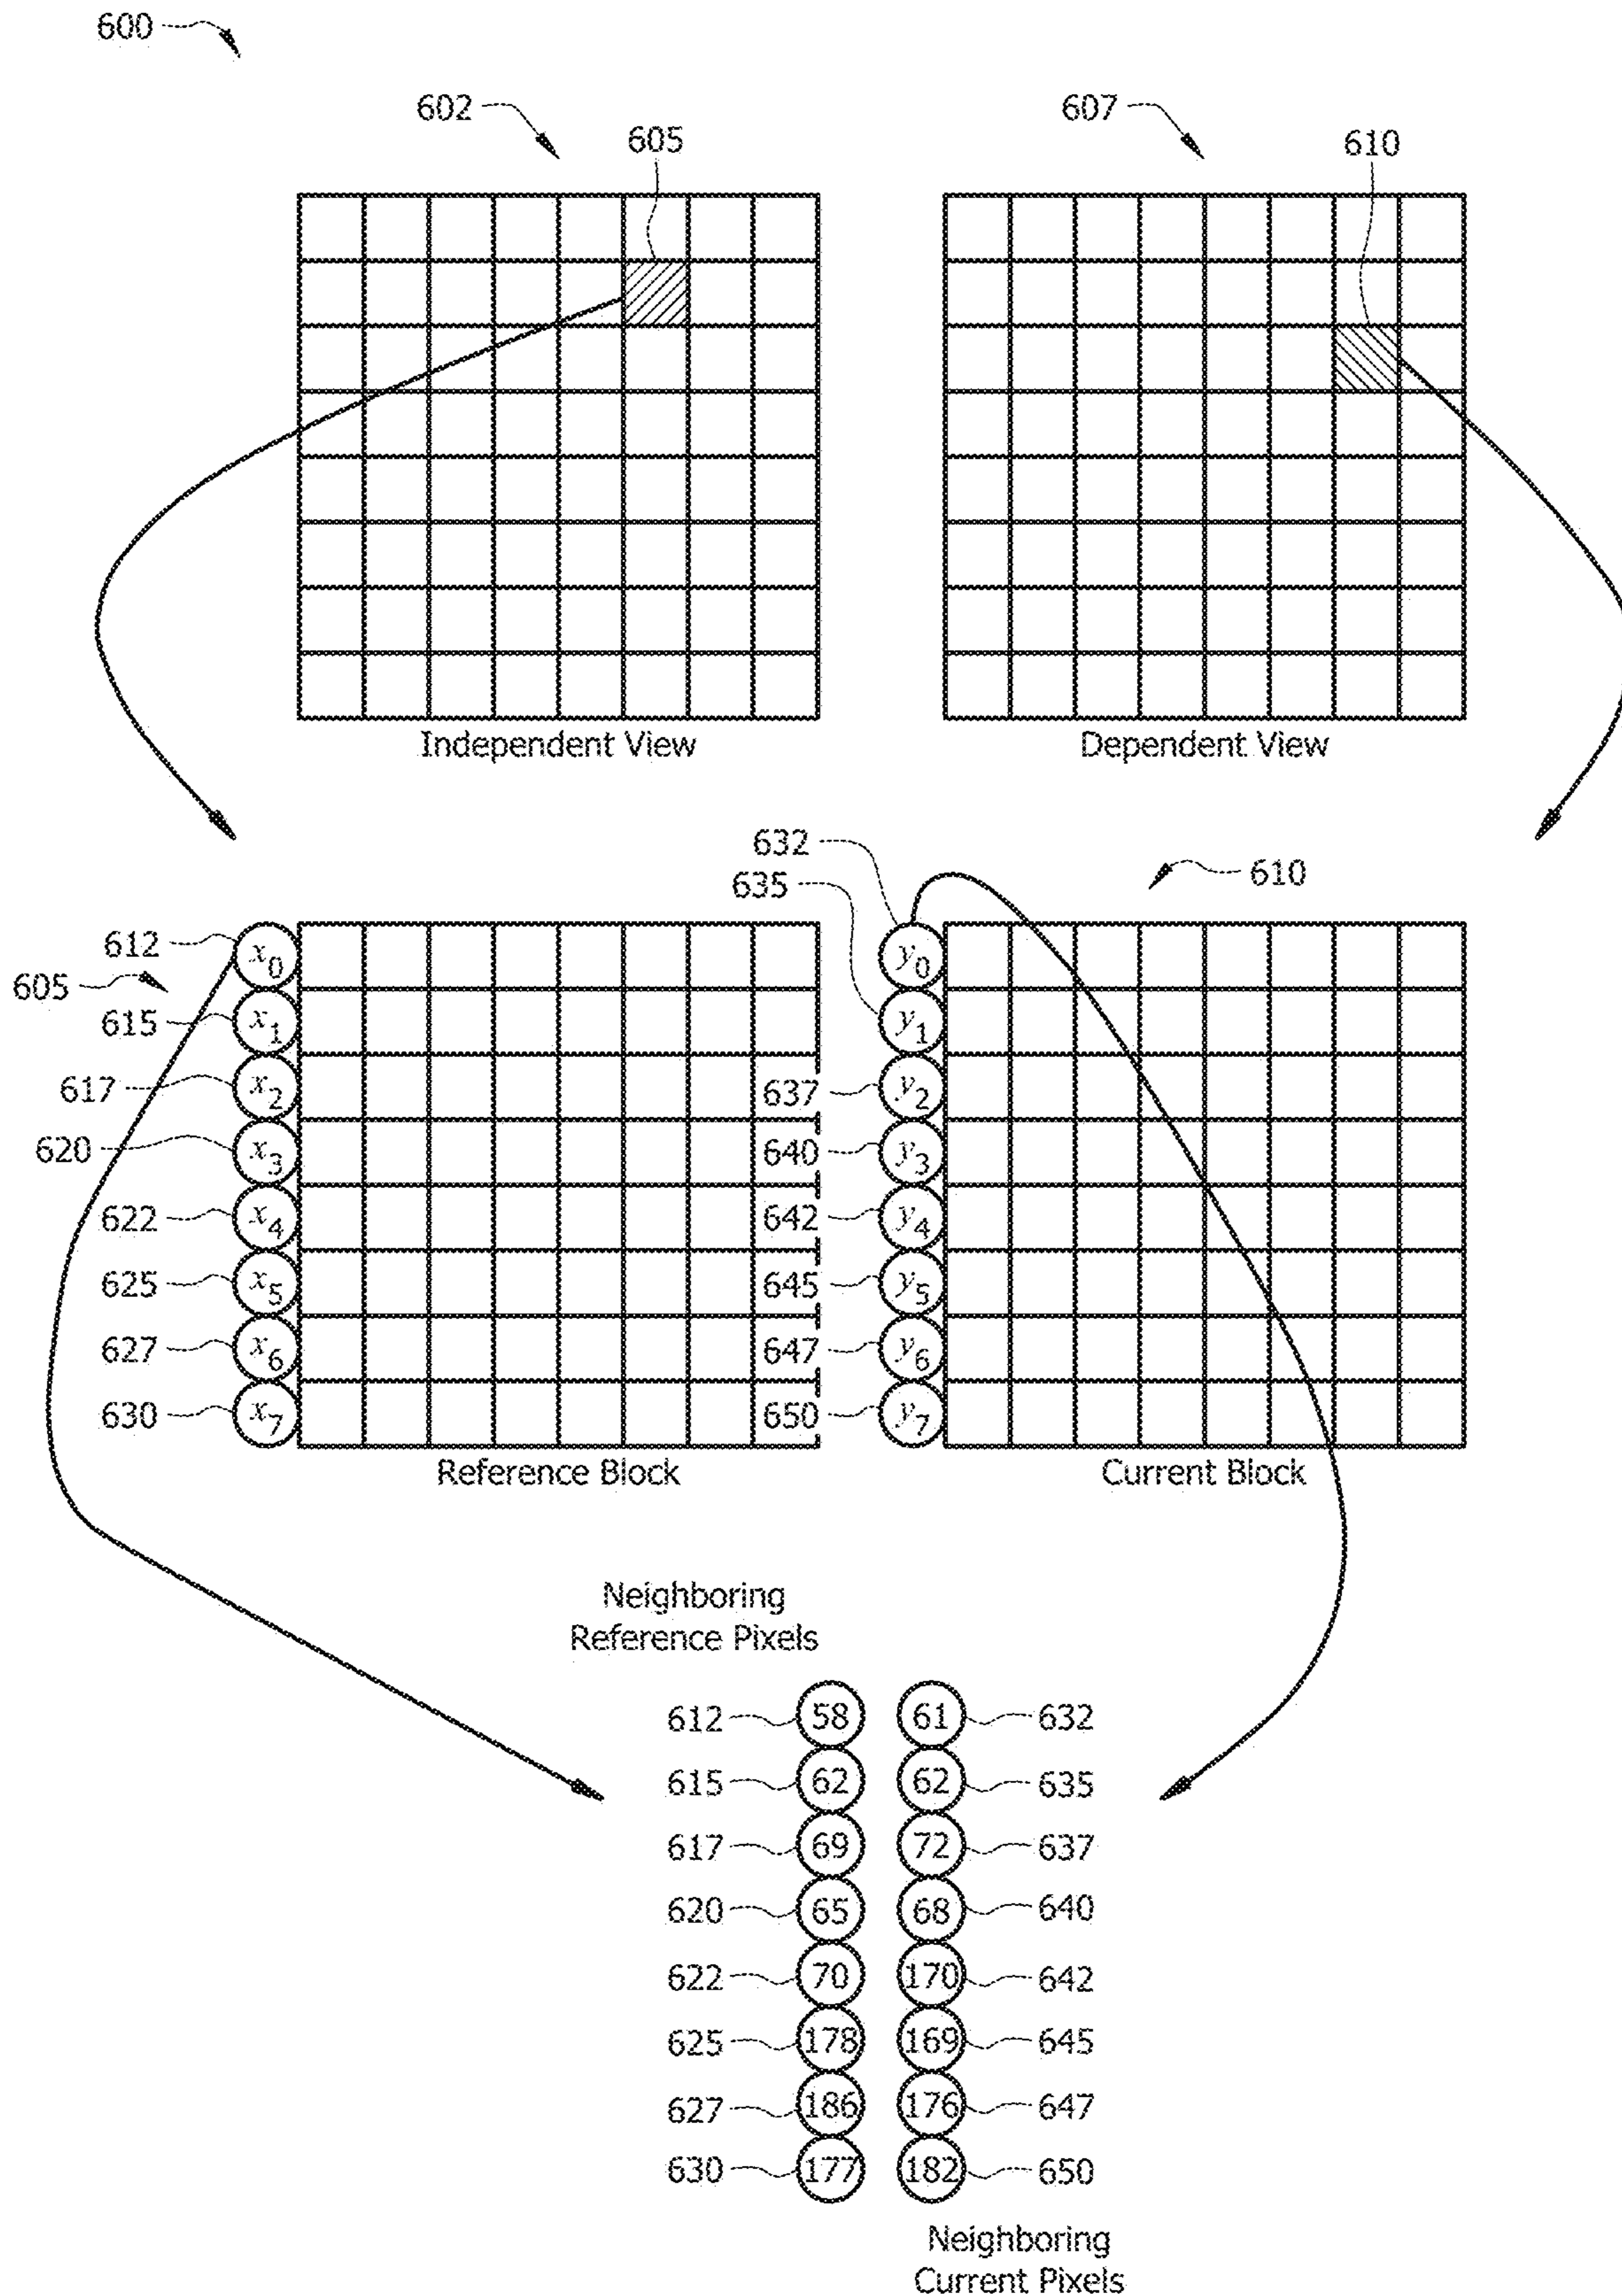 600
602
607
605
610
Independent View
Dependent View
632
635
610
612
605
615
617
620
622
625
627
630
x0
x1
x2
x3
x4
x5
x6
x7
637
640
642
645
647
650
y0
y1
y2
y3
y4
y5
y6
y7
Reference Block
Current Block
Neighboring
Reference Pixels
612 58 61 632
615 62 62 635
617 69 72 637
620 65 68 640
622 70 170 642
625 178 169 645
627 186 176 647
630 177 182 650
Neighboring
Current Pixels